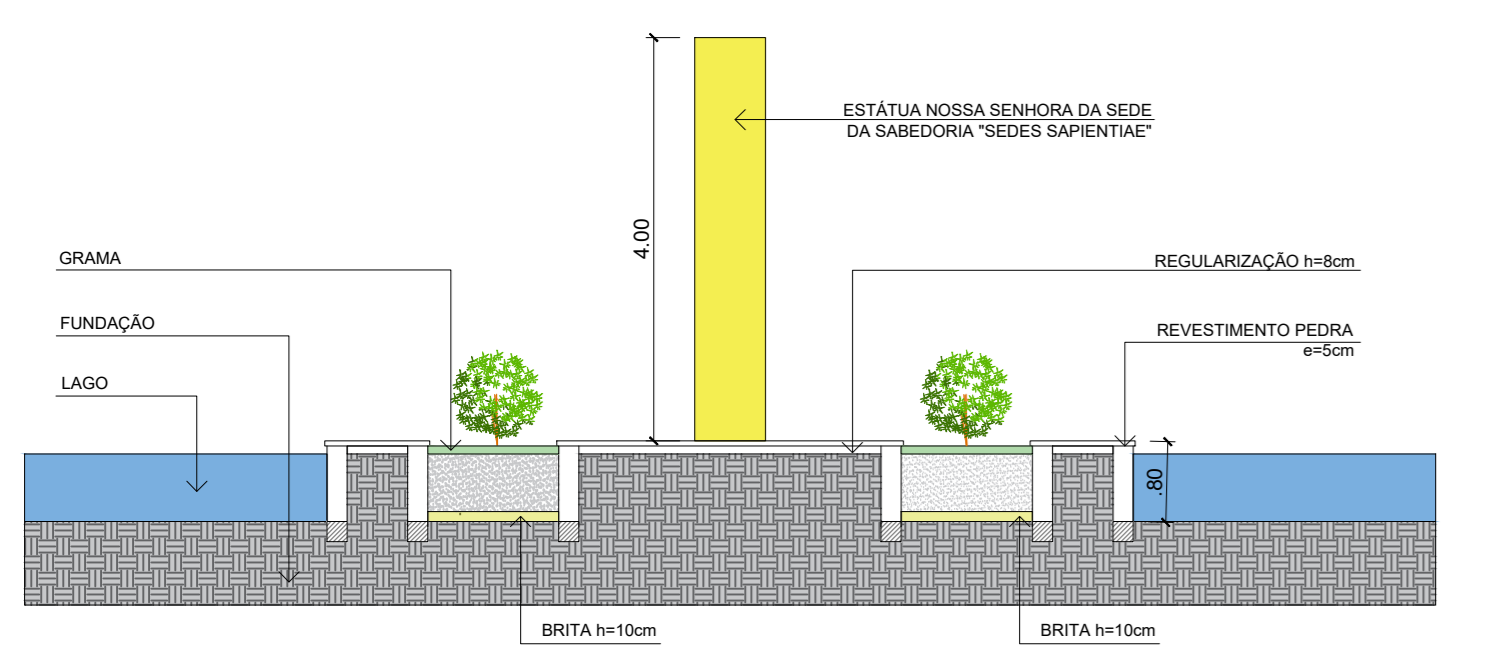 ESTÁTUA NOSSA SENHORA DA SEDE
DA SABEDORIA "SEDES SAPIENTIAE"
4.00
GRAMA
REGULARIZAÇÃO h=8cm
FUNDAÇÃO
REVESTIMENTO PEDRA
e=5cm
LAGO
.80
BRITA h=10cm
BRITA h=10cm